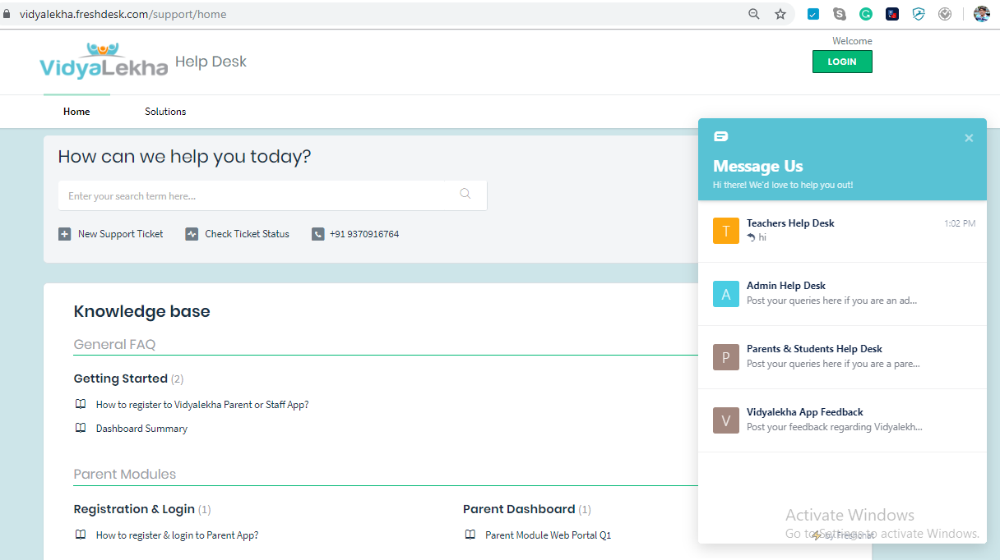 vidyalekha.freshdesk.com/support/home
VidyaLekha Help Desk
Welcome
LOGIN
Home Solutions
How can we help you today?
Enter your search term here...
New Support Ticket Check Ticket Status +91 9370916764
Knowledge base
General FAQ
Getting Started (2)
How to register to Vidyalekha Parent or Staff App?
Dashboard Summary
Parent Modules
Registration & Login (1) Parent Dashboard (1)
How to register & login to Parent App? Parent Module Web Portal Q1
Message Us
Hi there! We'd love to help you out!
T Teachers Help Desk 1:02 PM
hi
A Admin Help Desk
Post your queries here if you are an ad...
P Parents & Students Help Desk
Post your queries here if you are a pare...
V Vidyalekha App Feedback
Post your feedback regarding Vidyalekh...
Activate Windows
Go to Settings to activate Windows.
by Freshchat